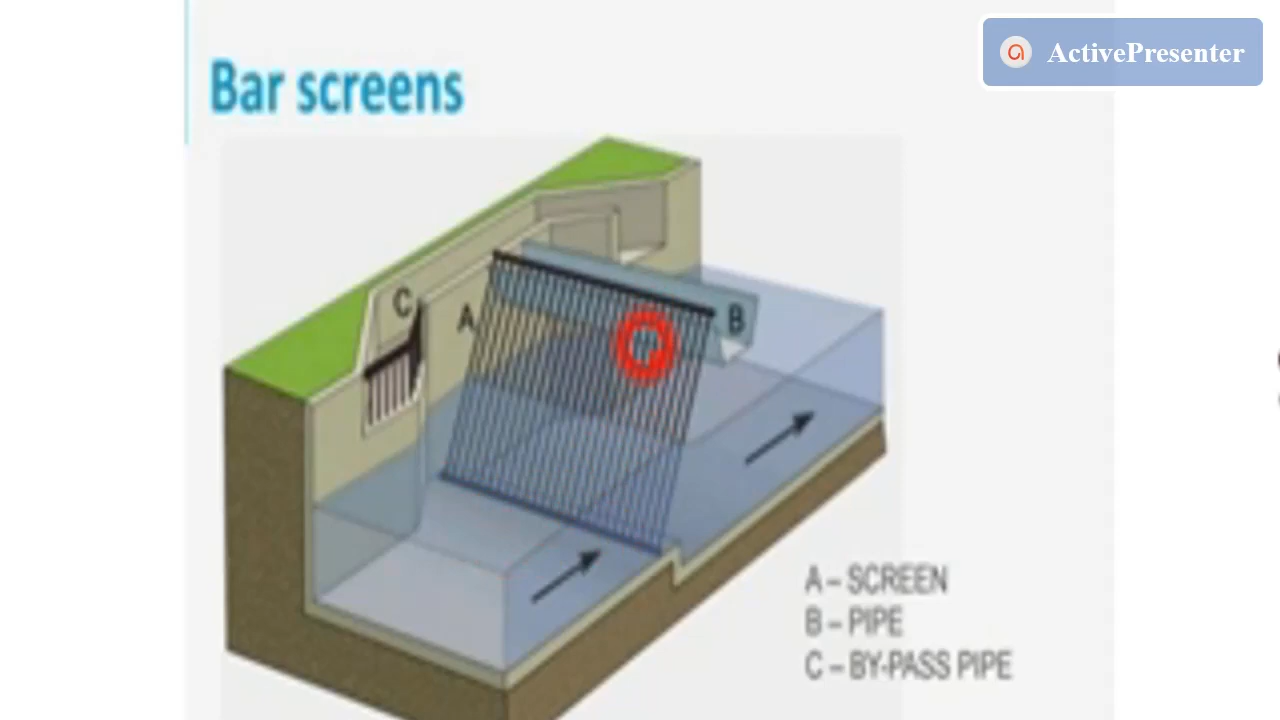 ActivePresenter
Bar screens
C
A
B
A – SCREEN
B – PIPE
C – BY-PASS PIPE